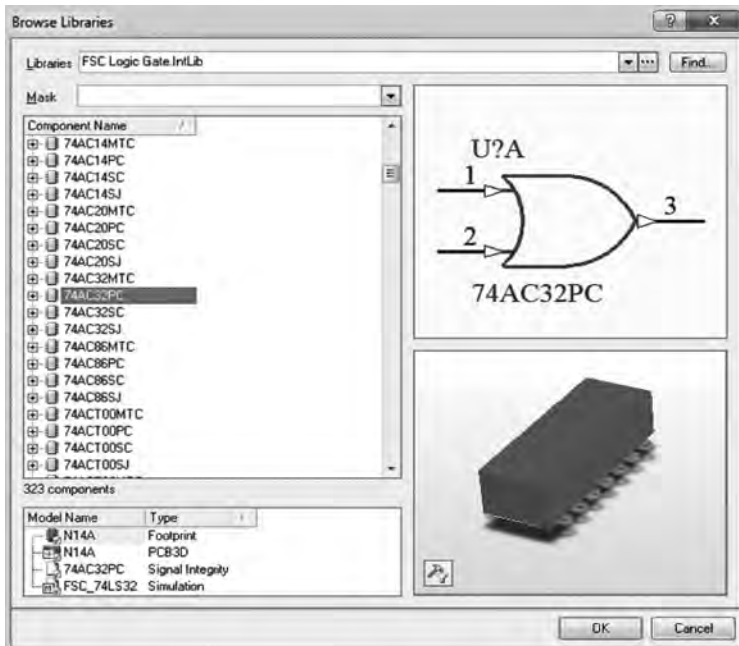 Browse Libraries
Libraries FSC Logic Gate.IntLib Find...
Mask
Component Name
74AC14MTC
74AC14PC
74AC14SC
74AC14SJ
74AC20MTC
74AC20PC
74AC20SC
74AC20SJ
74AC32MTC
74AC32PC
74AC32SC
74AC32SJ
74AC86MTC
74AC86PC
74AC86SC
74AC86SJ
74ACT00MTC
74ACT00PC
74ACT00SC
74ACT00SJ
323 components
Model Name Type
N14A Footprint
N14A PCB3D
74AC32PC Signal Integrity
FSC_74LS32 Simulation
U?A
1
2
3
74AC32PC
OK Cancel